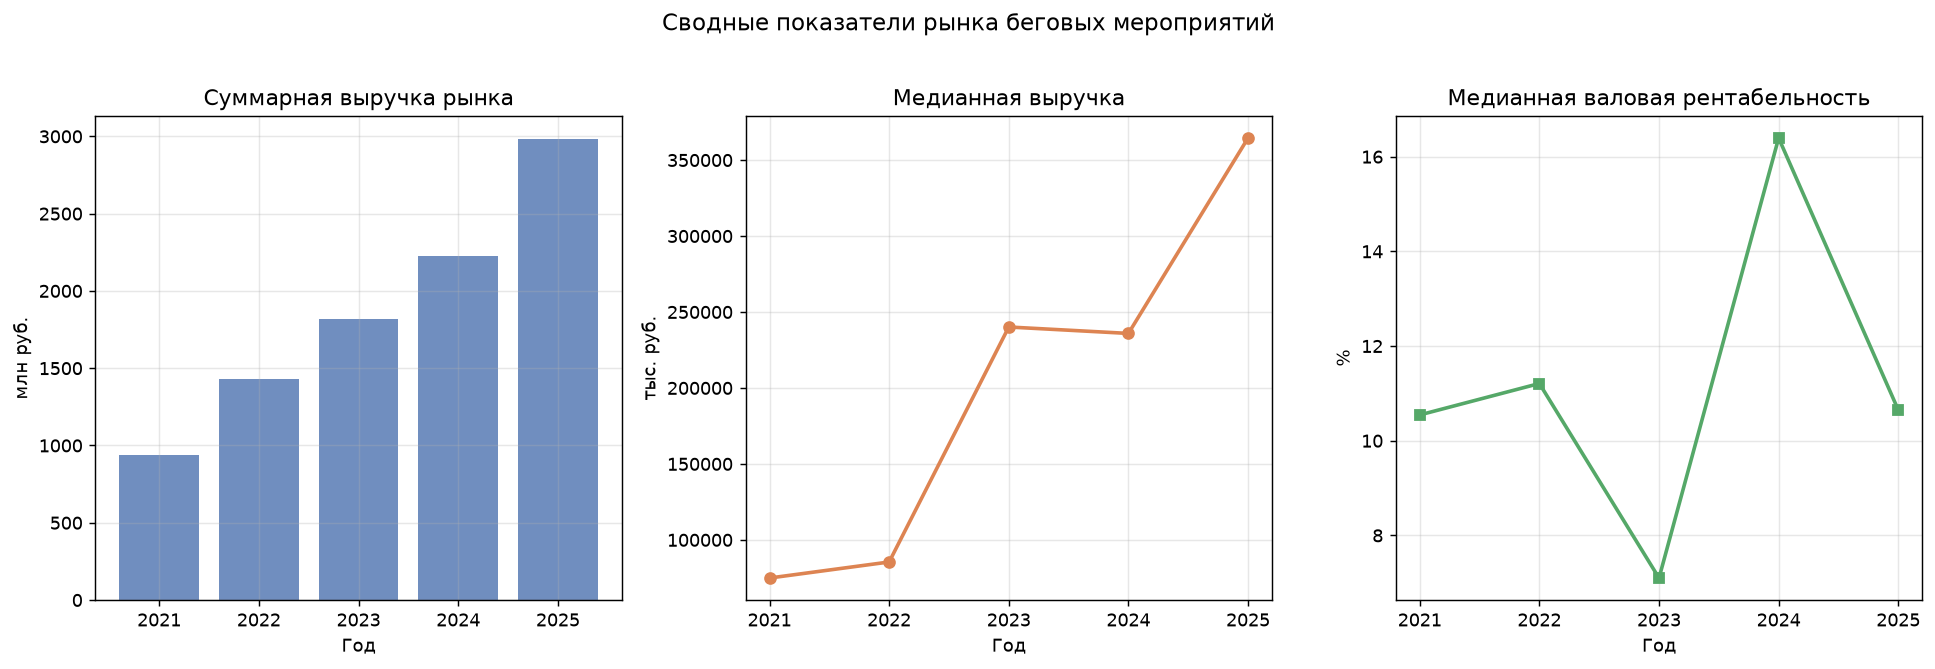 Сводные показатели рынка беговых мероприятий
Суммарная выручка рынка
млн руб.
3000
2500
2000
1500
1000
500
0
2021 2022 2023 2024 2025
Год
Медианная выручка
тыс. руб.
350000
300000
250000
200000
150000
100000
2021 2022 2023 2024 2025
Год
Медианная валовая рентабельность
%
16
14
12
10
8
2021 2022 2023 2024 2025
Год